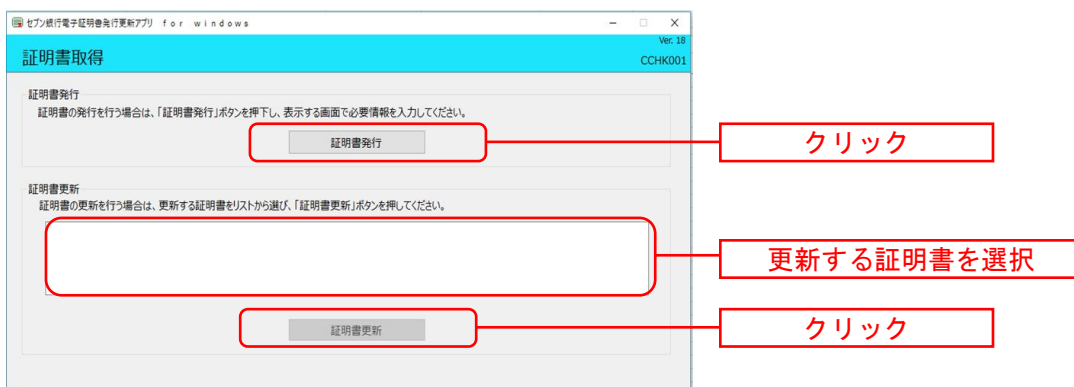 セブン銀行電子証明書発行更新アプリ for windows
Ver. 18
証明書取得
CCHK001
証明書発行
証明書の発行を行う場合は、「証明書発行」ボタンを押下し、表示する画面で必要情報を入力してください。
証明書発行
クリック
証明書更新
証明書の更新を行う場合は、更新する証明書をリストから選び、「証明書更新」ボタンを押してください。
更新する証明書を選択
証明書更新
クリック